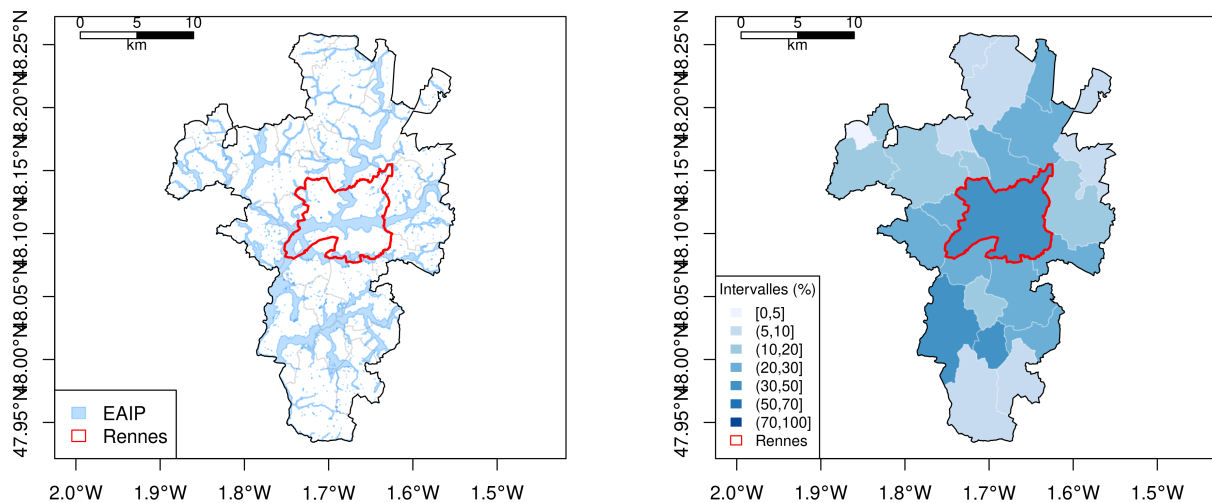 0 5 10
km
48.25°N
48.20°N
48.15°N
48.10°N
48.05°N
48.00°N
47.95°N
EAIP
Rennes
2.0°W 1.9°W 1.8°W 1.7°W 1.6°W 1.5°W
0 5 10
km
48.25°N
48.20°N
48.15°N
48.10°N
48.05°N
48.00°N
47.95°N
Intervalles (%)
[0,5]
(5,10]
(10,20]
(20,30]
(30,50]
(50,70]
(70,100]
Rennes
2.0°W 1.9°W 1.8°W 1.7°W 1.6°W 1.5°W